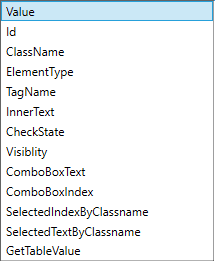 Value
Id
ClassName
ElementType
TagName
InnerText
CheckState
Visiblity
ComboBoxText
ComboBoxIndex
SelectedIndexByClassname
SelectedTextByClassname
GetTableValue